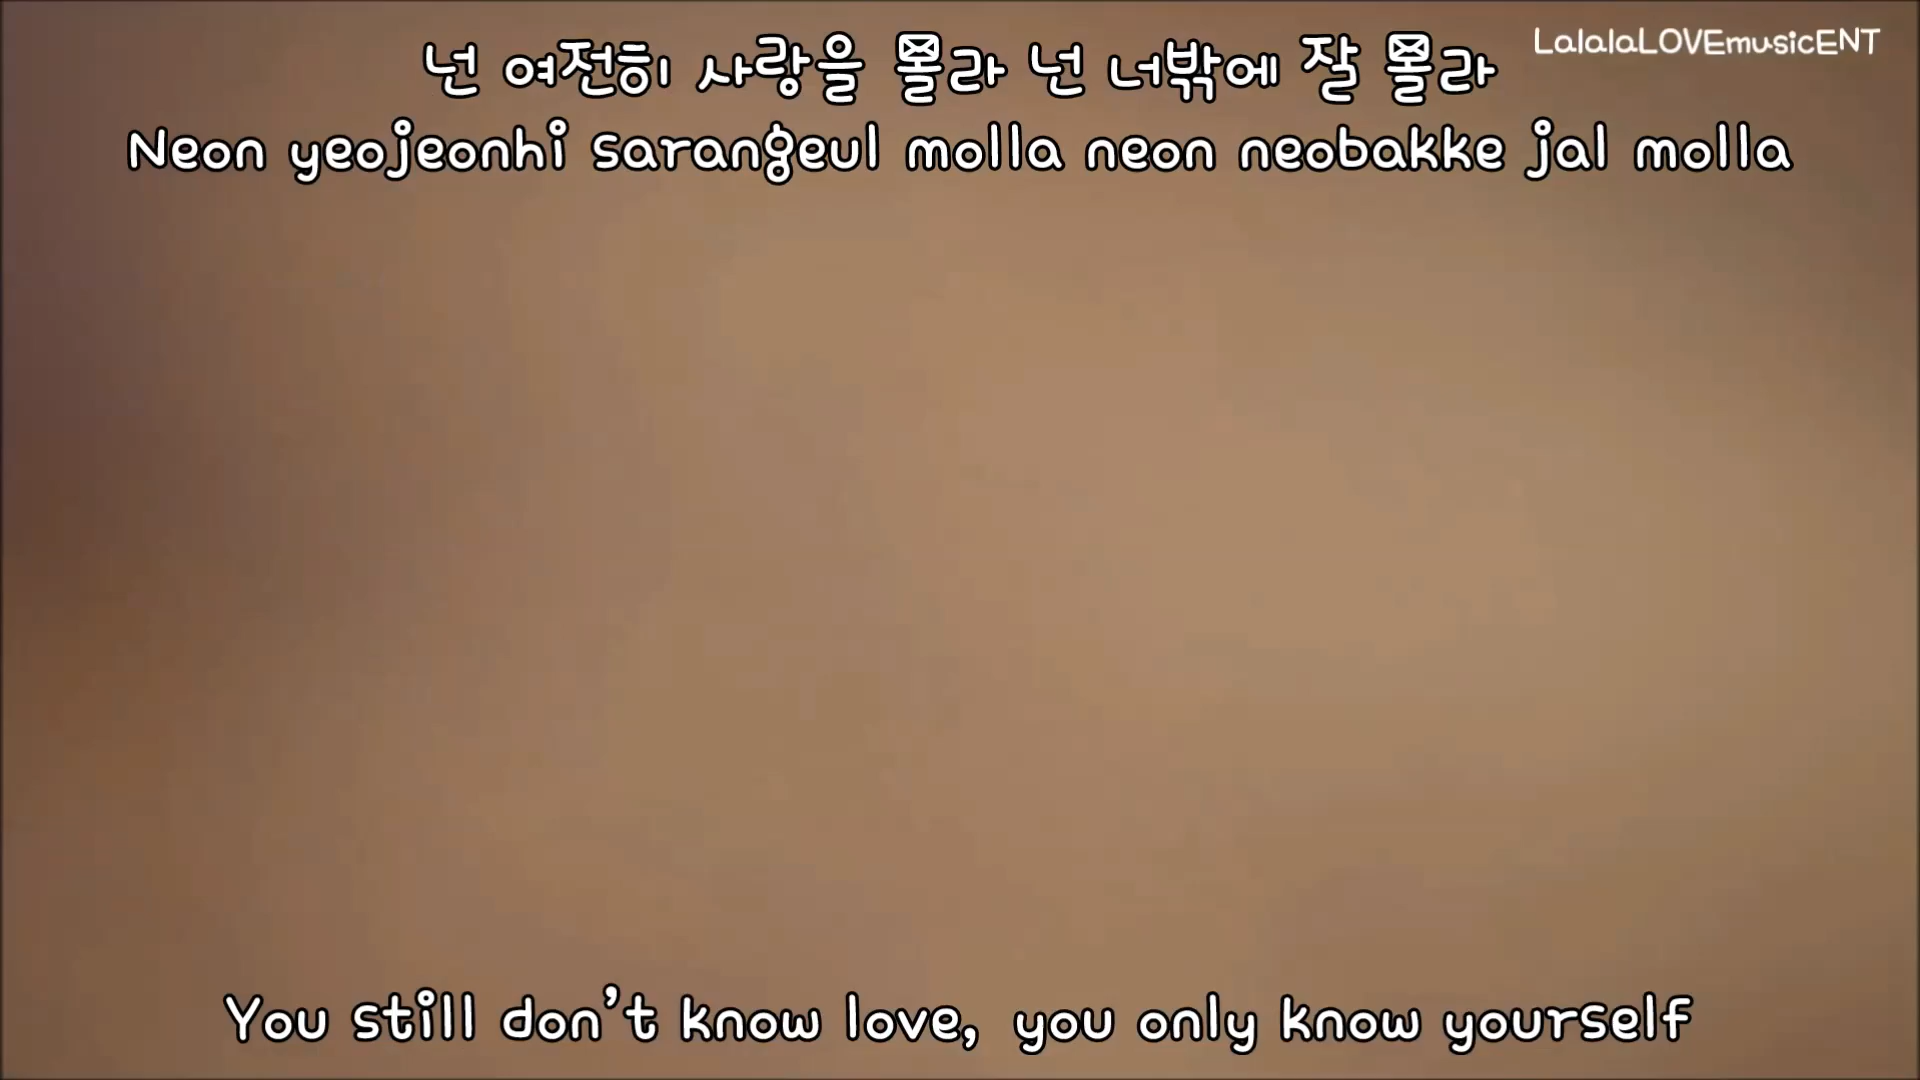 넌 여전히 사랑을 몰라 넌 너밖에 잘 몰라
LalalaLOVEmusicENT
Neon yeojeonhi sarangeul molla neon neobakke jal molla
You still don't know love, you only know yourself